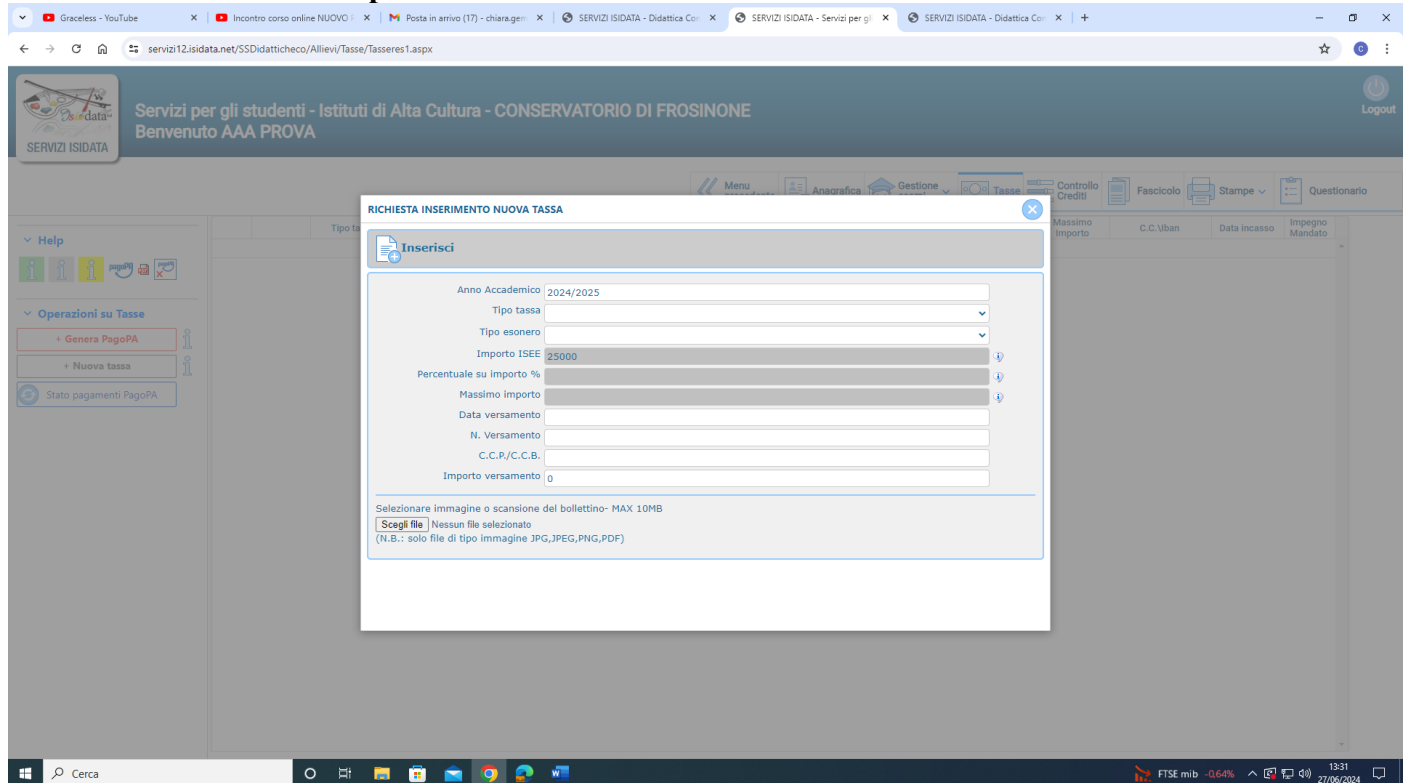 Graceless - YouTube
Incontro corso online NUOVO
Posta in arrivo (17) - chiara.gem
SERVIZI ISIDATA - Didattica Con
SERVIZI ISIDATA - Servizi per gli
SERVIZI ISIDATA - Didattica Con
servizi12.isidata.net/SSDidatticheco/Allievi/Tasse/Tasseres1.aspx
Isidata
SERVIZI ISIDATA
Servizi per gli studenti - Istituti di Alta Cultura - CONSERVATORIO DI FROSINONE
Benvenuto AAA PROVA
Logout
Menu
Anagrafica
Gestione
Tasse
Controllo
Crediti
Fascicolo
Stampe
Questionario
Tipo ta
Massimo
Importo
C.C.\Iban
Data incasso
Impegno
Mandato
Help
pagoPA
Operazioni su Tasse
+ Genera PagoPA
+ Nuova tassa
Stato pagamenti PagoPA
RICHIESTA INSERIMENTO NUOVA TASSA
Inserisci
Anno Accademico 2024/2025
Tipo tassa
Tipo esonero
Importo ISEE 25000
Percentuale su importo %
Massimo importo
Data versamento
N. Versamento
C.C.P./C.C.B.
Importo versamento 0
Selezionare immagine o scansione del bollettino- MAX 10MB
Scegli file Nessun file selezionato
(N.B.: solo file di tipo immagine JPG,JPEG,PNG,PDF)
Cerca
FTSE mib -0.64%
13:31
27/06/2024